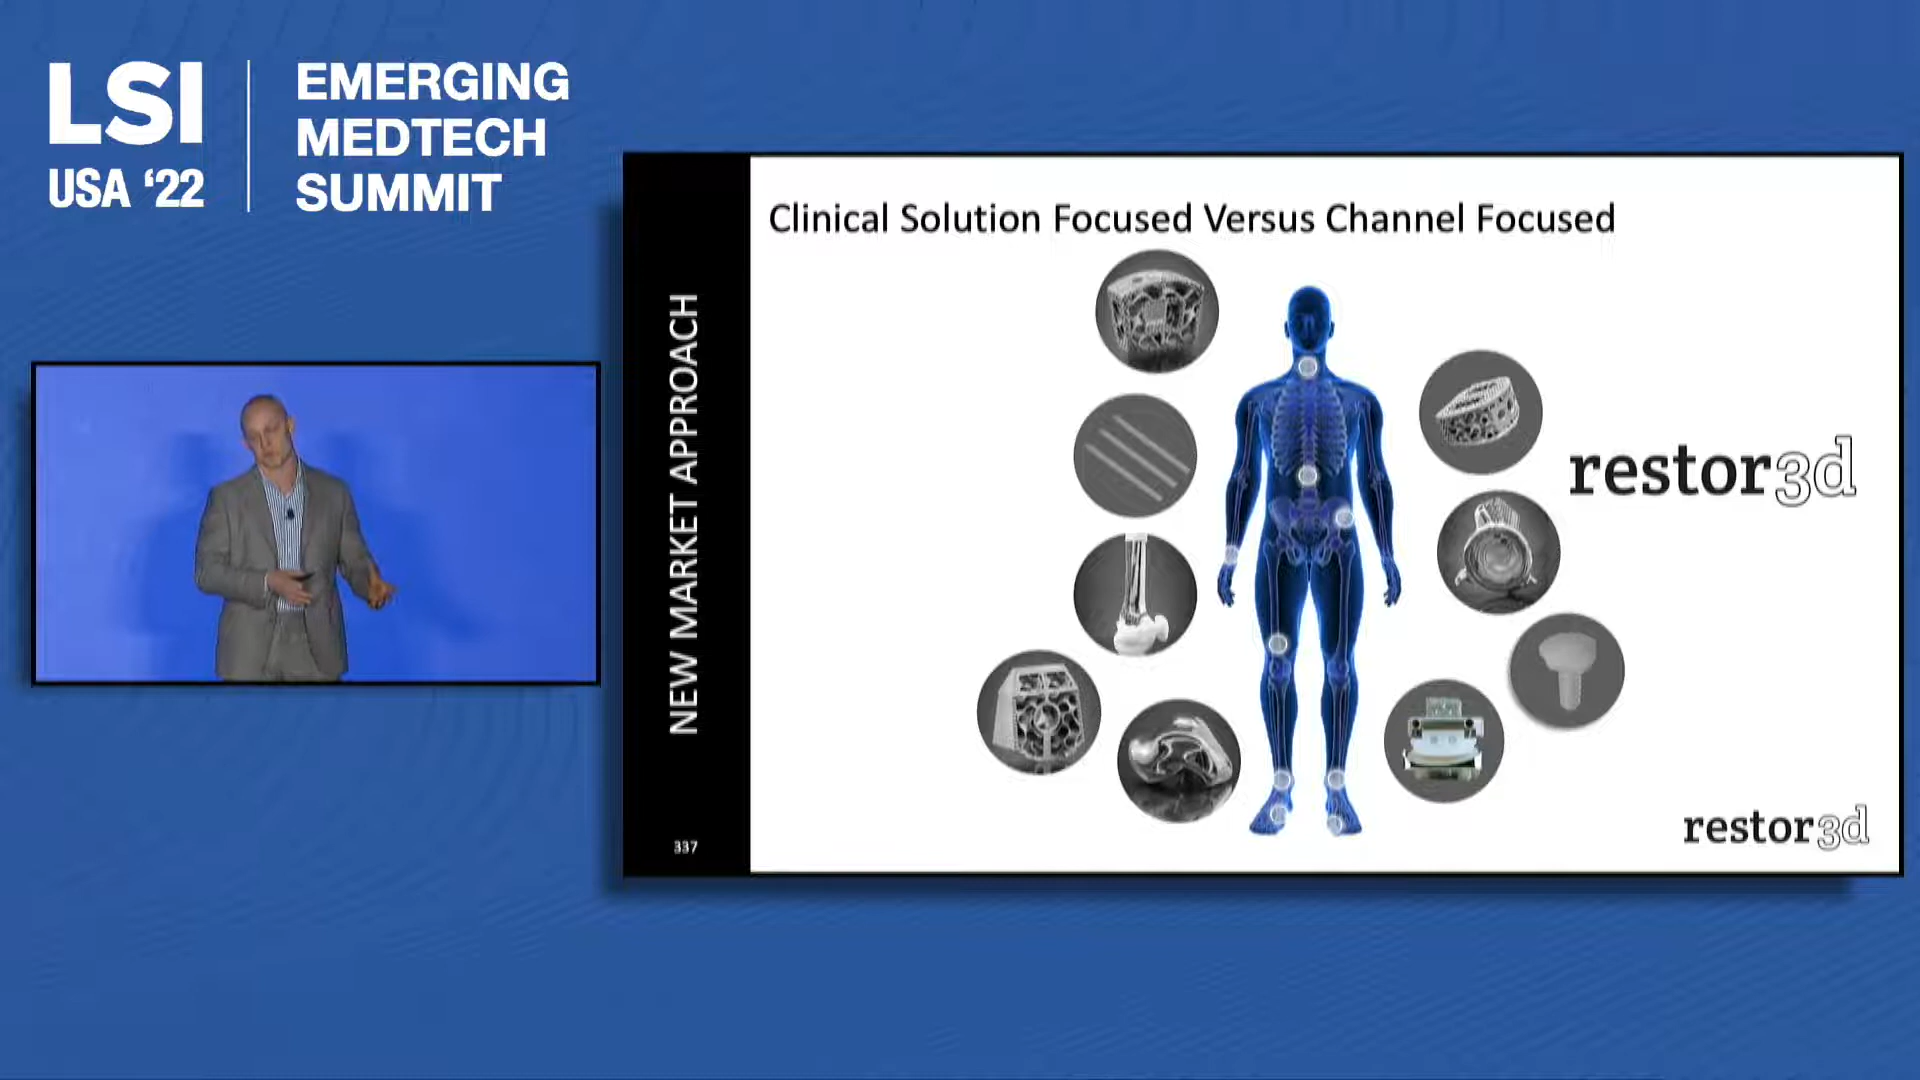 LSI
USA ‘22
EMERGING
MEDTECH
SUMMIT
NEW MARKET APPROACH
337
Clinical Solution Focused Versus Channel Focused
restor3d
restor3d